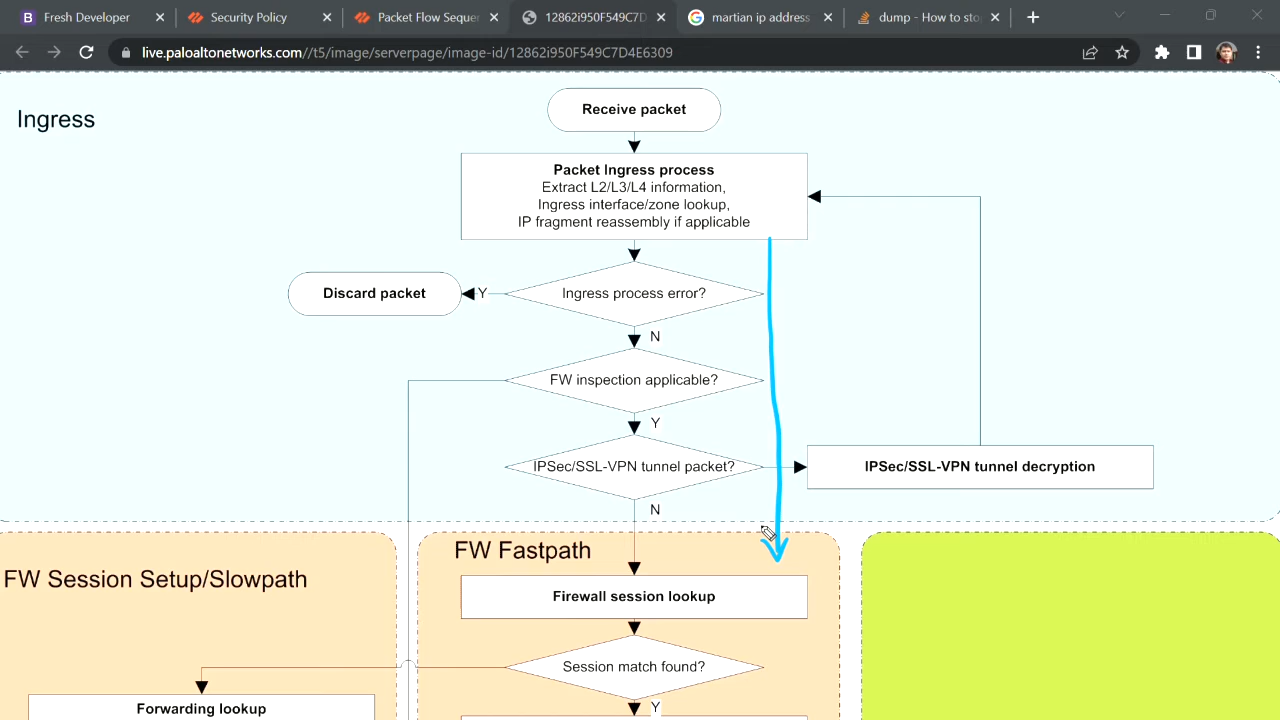 Fresh Developer
Security Policy
Packet Flow Sequer
12862i950F549C7D
martian ip address
dump - How to sto
live.paloaltonetworks.com//t5/image/serverpage/image-id/12862i950F549C7D4E6309
Ingress
Receive packet
Packet Ingress process
Extract L2/L3/L4 information,
Ingress interface/zone lookup,
IP fragment reassembly if applicable
Discard packet
Y
Ingress process error?
N
FW inspection applicable?
Y
IPSec/SSL-VPN tunnel packet?
IPSec/SSL-VPN tunnel decryption
N
FW Session Setup/Slowpath
FW Fastpath
Firewall session lookup
Session match found?
Y
Forwarding lookup